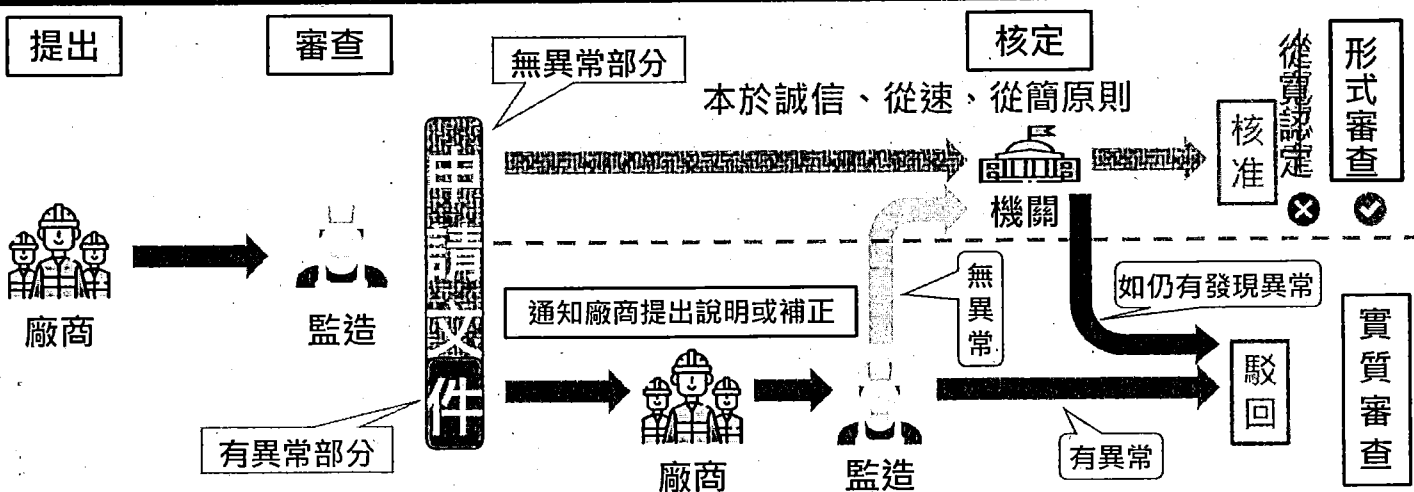 提出
審查
無異常部分
核定
本於誠信、從速、從簡原則
核准
從寬認定
形式審查
機關
廠商
監造
申請文件
通知廠商提出說明或補正
無異常
如仍有發現異常
實質審查
駁回
有異常部分
廠商
監造
有異常